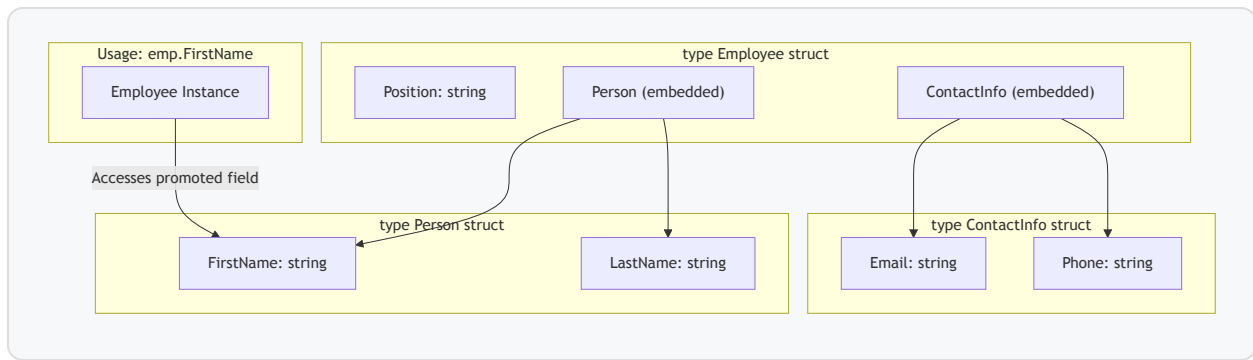 Usage: emp.FirstName
Employee Instance
type Employee struct
Position: string
Person (embedded)
ContactInfo (embedded)
Accesses promoted field
type Person struct
FirstName: string
LastName: string
type ContactInfo struct
Email: string
Phone: string